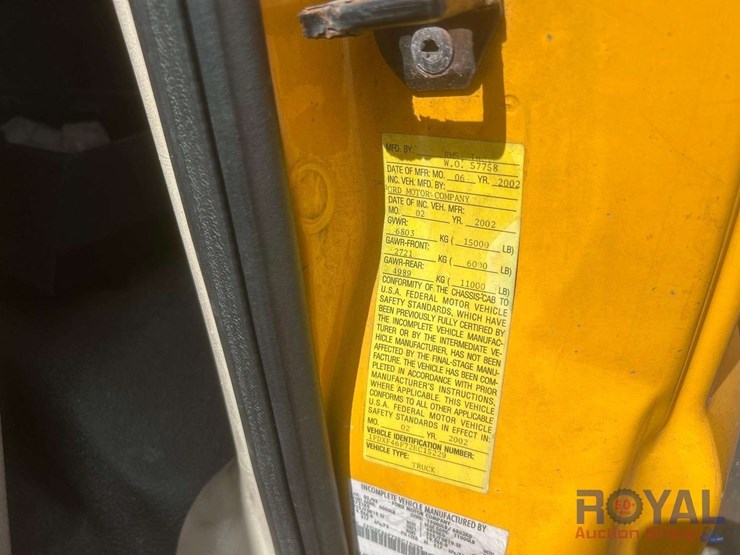 MFD. BY:
W.O. 57758
DATE OF MFR: MO. 06 YR. 2002
INC. VEH. MFD. BY:
FORD MOTOR COMPANY
DATE OF INC. VEH. MFR:
MO. 02 YR. 2002
GVWR:
6803 KG ( 15000 LB)
GAWR-FRONT:
2721 KG ( 6000 LB)
GAWR-REAR:
4989 KG ( 11000 LB)
CONFORMITY OF THE CHASSIS-CAB TO
U.S.A. FEDERAL MOTOR VEHICLE
SAFETY STANDARDS, WHICH HAVE
BEEN PREVIOUSLY FULLY CERTIFIED BY
THE INCOMPLETE VEHICLE MANUFAC-
TURER OR BY THE INTERMEDIATE VE-
HICLE MANUFACTURER, HAS NOT BEEN
AFFECTED BY THE FINAL-STAGE MANU-
FACTURE. THE VEHICLE HAS BEEN COM-
PLETED IN ACCORDANCE WITH PRIOR
MANUFACTURER'S INSTRUCTIONS,
WHERE APPLICABLE. THIS VEHICLE
CONFORMS TO ALL OTHER APPLICABLE
U.S.A. FEDERAL MOTOR VEHICLE
SAFETY STANDARDS IN EFFECT IN:
MO. 02 YR. 2002
VEHICLE IDENTIFICATION NUMBER:
1FDXF46F72EC15229
VEHICLE TYPE:
TRUCK
INCOMPLETE VEHICLE MANUFACTURED BY
ROYAL
Auction Group